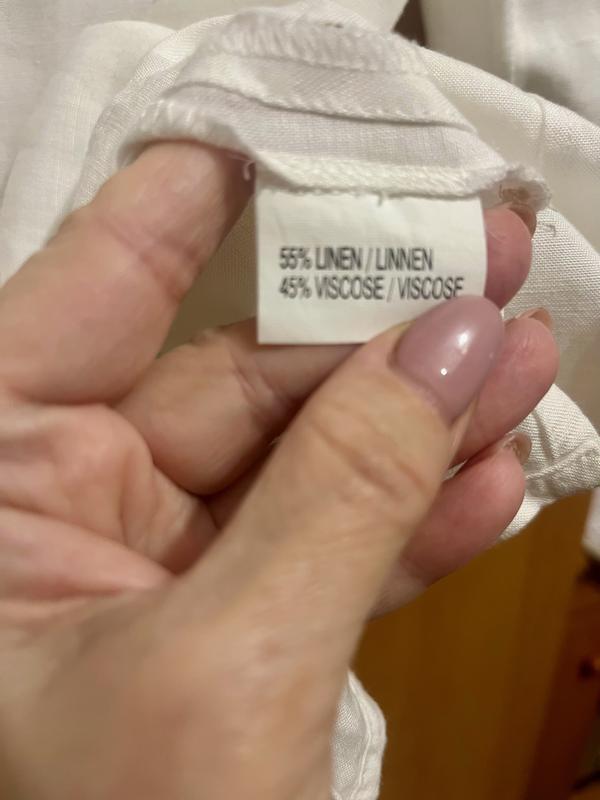 55% LINEN / LINNEN
45% VISCOSE / VISCOSE